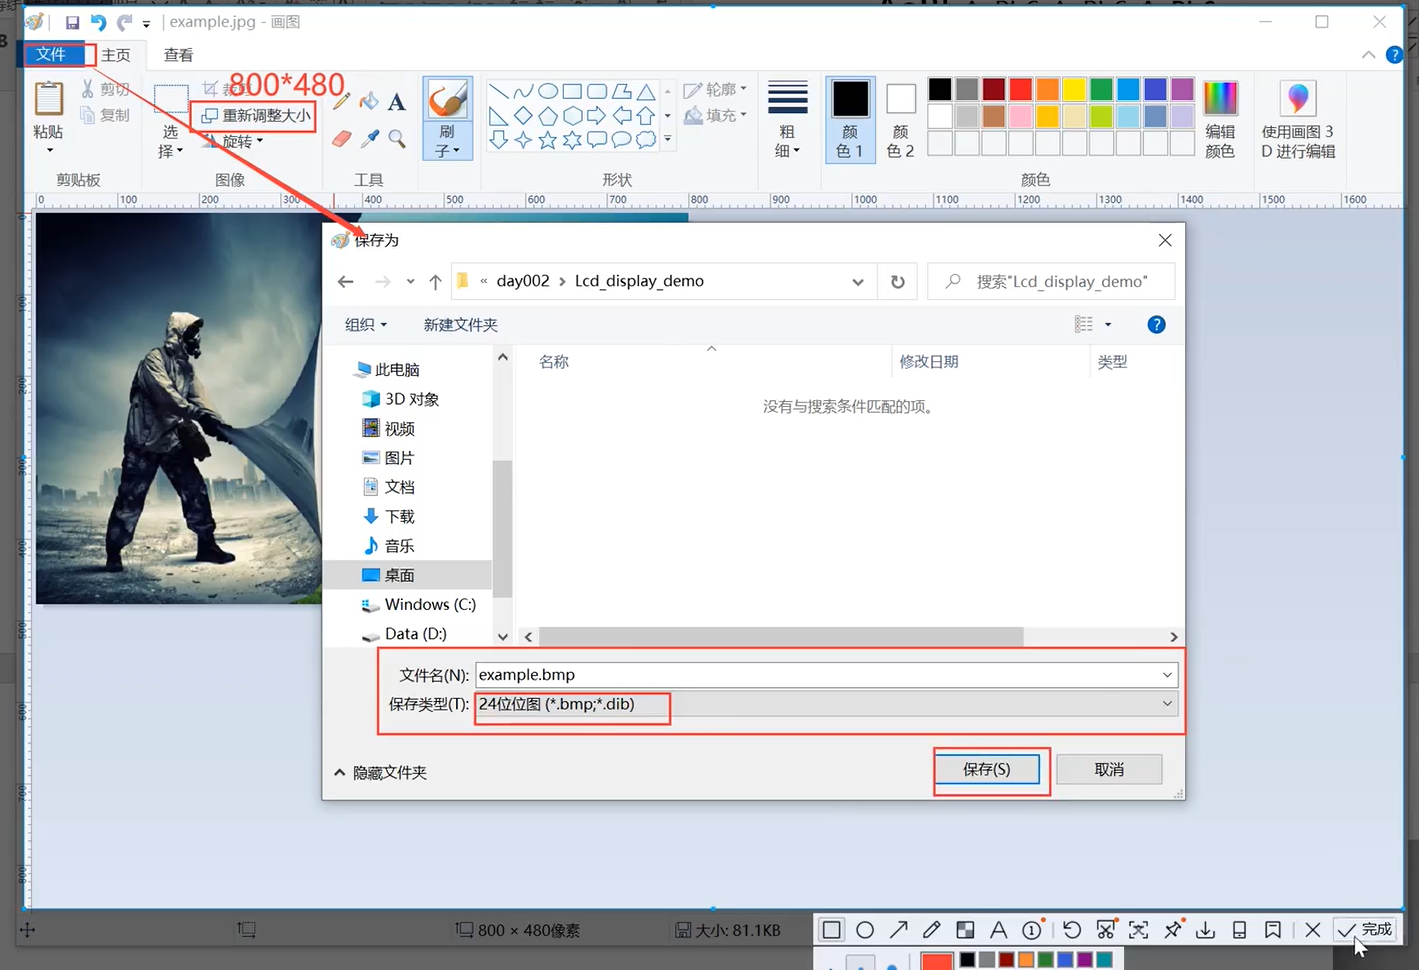 example.jpg - 画图
文件
主页
查看
800*480
粘贴
剪切
复制
剪贴板
选择
重新调整大小
旋转
图像
A
工具
刷子
形状
轮廓
填充
粗细
颜色 1
颜色 2
编辑颜色
使用画图 3D 进行编辑
颜色
0 100 200 300 400 500 600 700 800 900 1000 1100 1200 1300 1400 1500 1600
保存为
« day002 › Lcd_display_demo
搜索"Lcd_display_demo"
组织
新建文件夹
名称
修改日期
类型
没有与搜索条件匹配的项。
此电脑
3D 对象
视频
图片
文档
下载
音乐
桌面
Windows (C:)
Data (D:)
文件名(N): example.bmp
保存类型(T): 24位位图 (*.bmp;*.dib)
隐藏文件夹
保存(S)
取消
100
200
300
400
500
600
700
800
800 × 480像素
大小: 81.1KB
完成